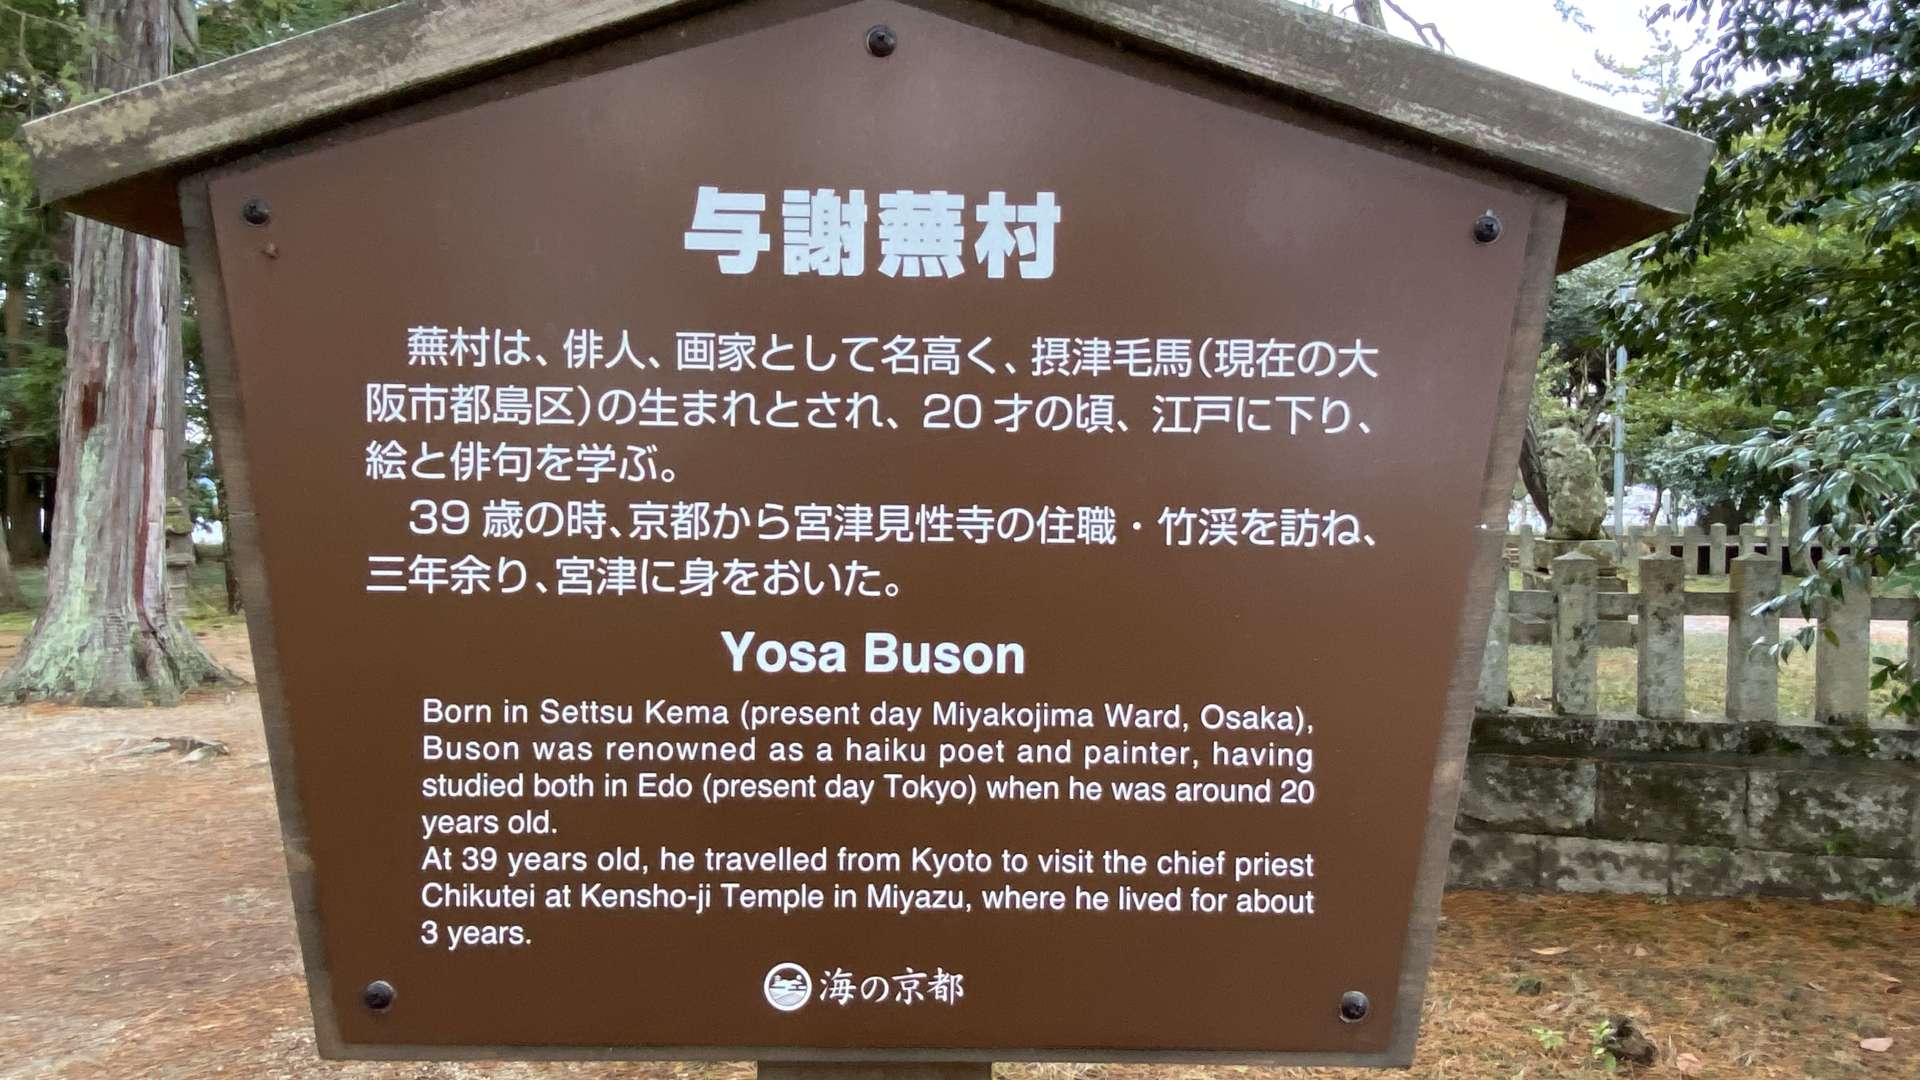 与謝蕪村
蕪村は、俳人、画家として名高く、摂津毛馬(現在の大
阪市都島区)の生まれとされ、20才の頃、江戸に下り、
絵と俳句を学ぶ。
39歳の時、京都から宮津見性寺の住職・竹渓を訪ね、
三年余り、宮津に身をおいた。
Yosa Buson
Born in Settsu Kema (present day Miyakojima Ward, Osaka),
Buson was renowned as a haiku poet and painter, having
studied both in Edo (present day Tokyo) when he was around 20
years old.
At 39 years old, he travelled from Kyoto to visit the chief priest
Chikutei at Kensho-ji Temple in Miyazu, where he lived for about
3 years.
海の京都